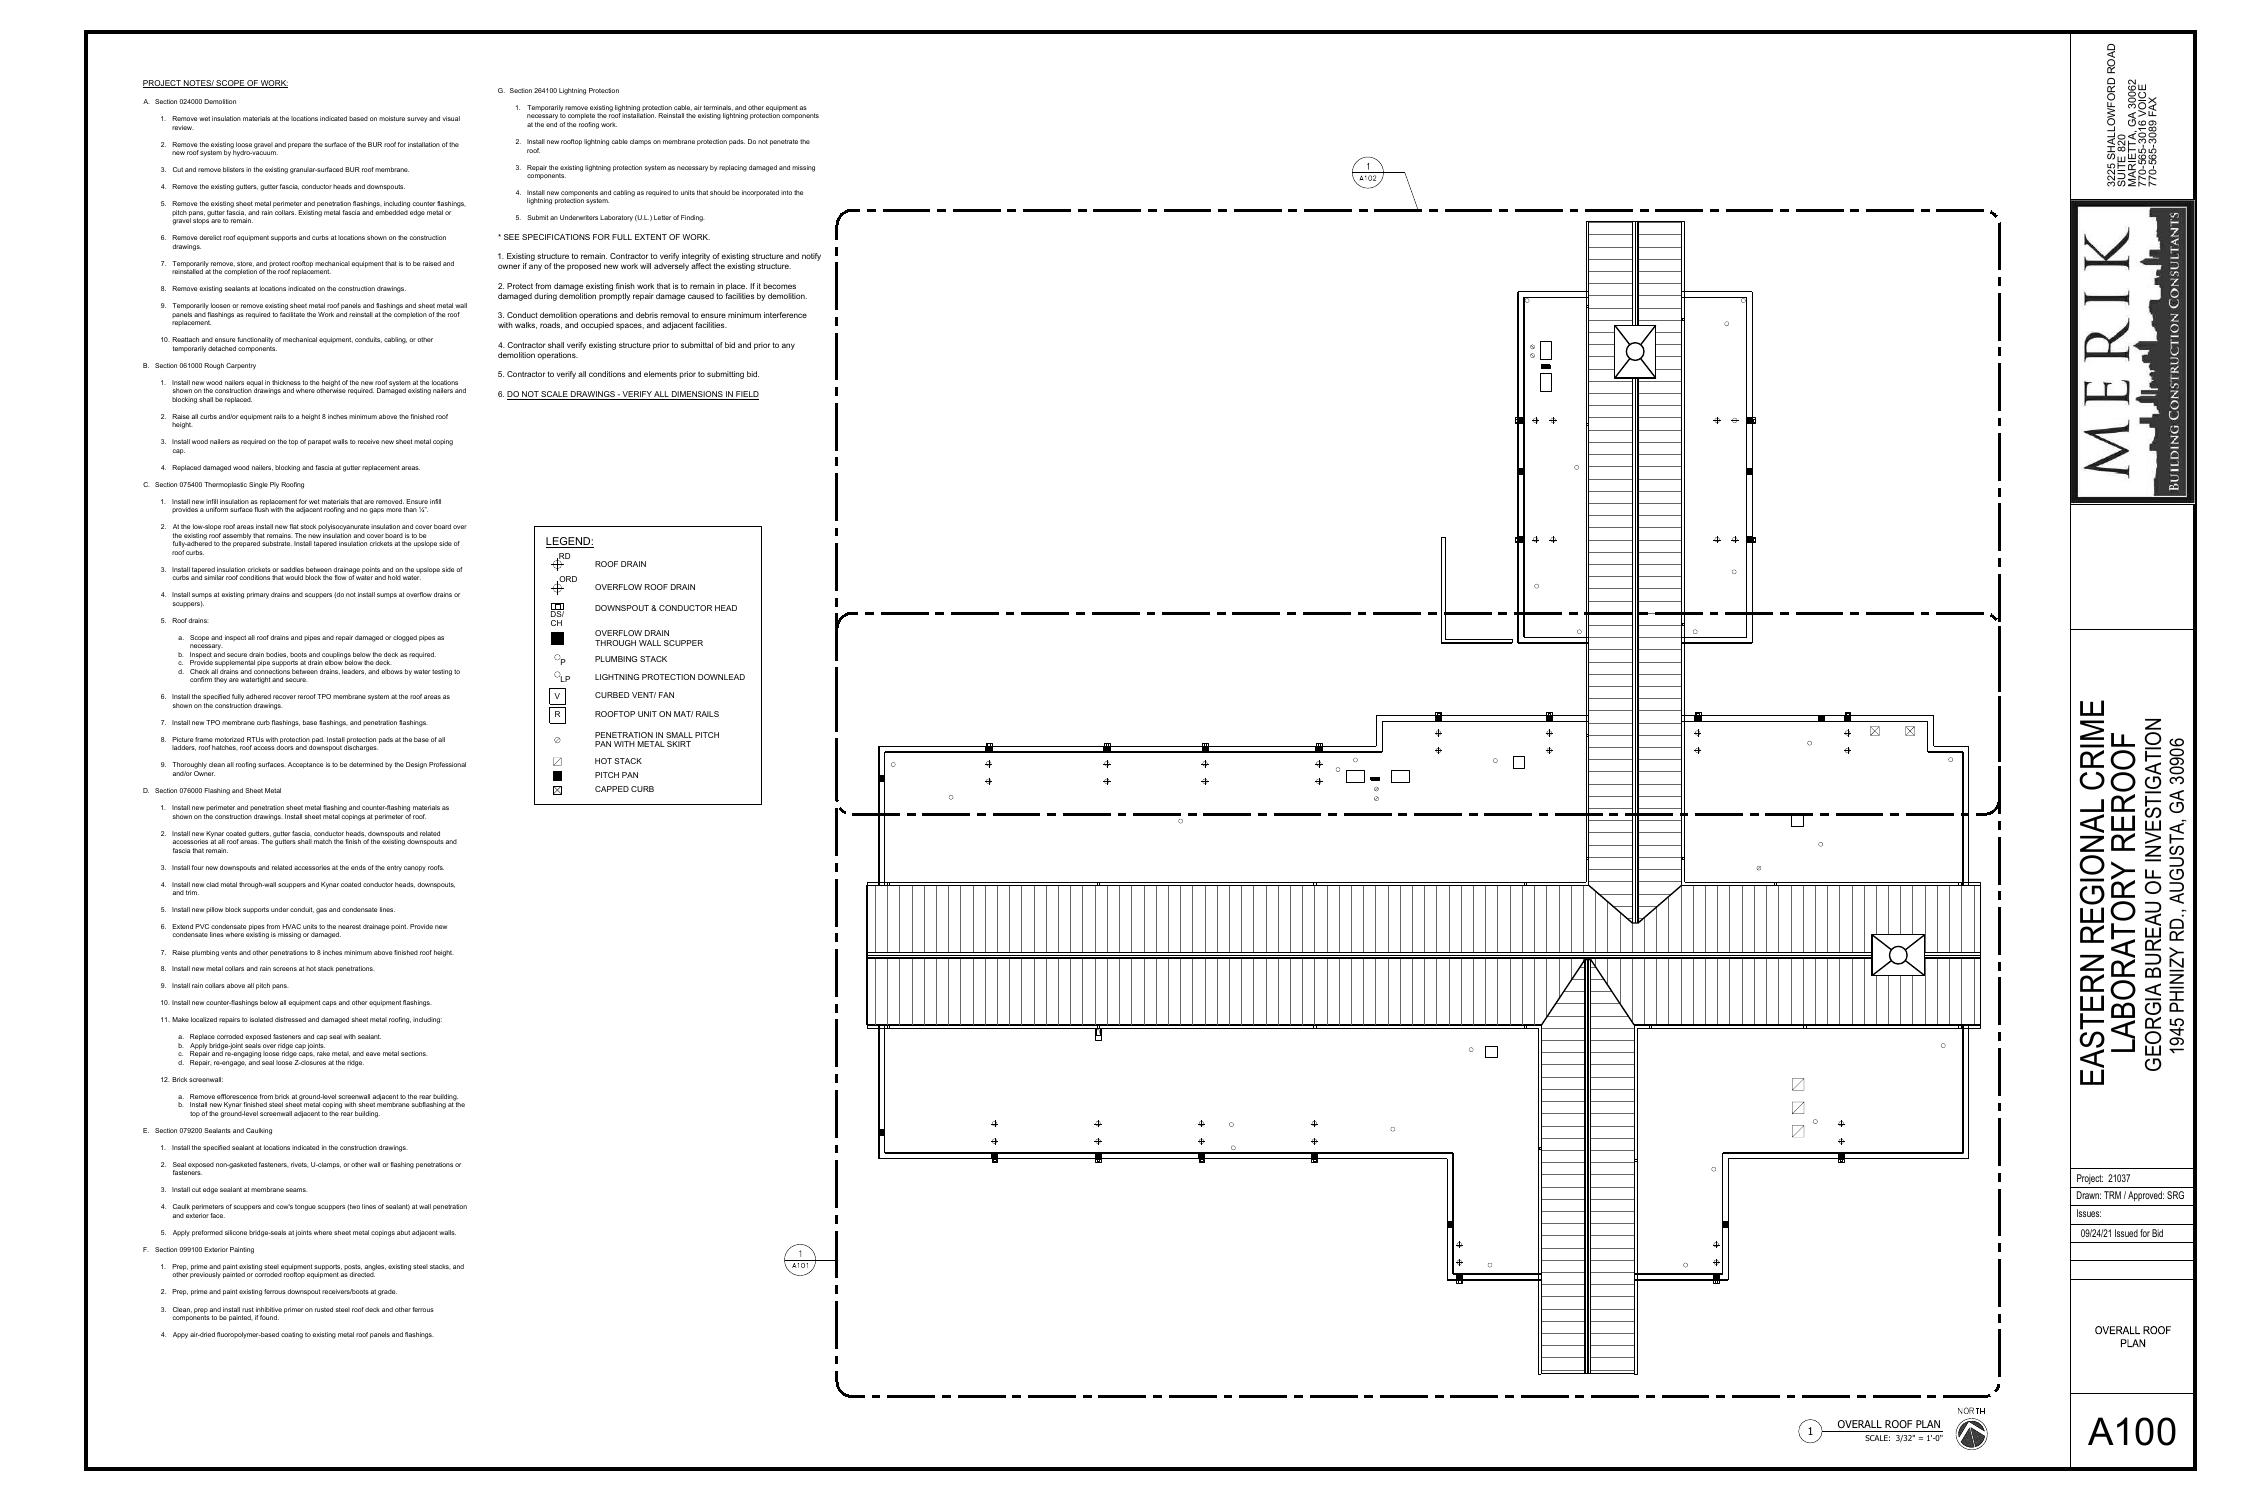 PROJECT NOTES/ SCOPE OF WORK:
A. Section 024000 Demolition
1. Remove wet insulation materials at the locations indicated based on moisture survey and visual
review.
2. Remove the existing loose gravel and prepare the surface of the BUR roof for installation of the
new roof system by hydro-vacuum.
3. Cut and remove blisters in the existing granular-surfaced BUR roof membrane.
4. Remove the existing gutters, gutter fascia, conductor heads and downspouts.
5. Remove the existing sheet metal perimeter and penetration flashings, including counter flashings,
pitch pans, gutter fascia, and rain collars. Existing metal fascia and embedded edge metal or
gravel stops are to remain.
6. Remove derelict roof equipment supports and curbs at locations shown on the construction
drawings.
7. Temporarily remove, store, and protect rooftop mechanical equipment that is to be raised and
reinstalled at the completion of the roof replacement.
8. Remove existing sealants at locations indicated on the construction drawings.
9. Temporarily loosen or remove existing sheet metal roof panels and flashings and sheet metal wall
panels and flashings as required to facilitate the Work and reinstall at the completion of the roof
replacement.
10. Reattach and ensure functionality of mechanical equipment, conduits, cabling, or other
temporarily detached components.
B. Section 061000 Rough Carpentry
1. Install new wood nailers equal in thickness to the height of the new roof system at the locations
shown on the construction drawings and where otherwise required. Damaged existing nailers and
blocking shall be replaced.
2. Raise all curbs and/or equipment rails to a height 8 inches minimum above the finished roof
height.
3. Install wood nailers as required on the top of parapet walls to receive new sheet metal coping
cap.
4. Replaced damaged wood nailers, blocking and fascia at gutter replacement areas.
C. Section 075400 Thermoplastic Single Ply Roofing
1. Install new infill insulation as replacement for wet materials that are removed. Ensure infill
provides a uniform surface flush with the adjacent roofing and no gaps more than ¼".
2. At the low-slope roof areas install new flat stock polyisocyanurate insulation and cover board over
the existing roof assembly that remains. The new insulation and cover board is to be
fully-adhered to the prepared substrate. Install tapered insulation crickets at the upslope side of
roof curbs.
3. Install tapered insulation crickets or saddles between drainage points and on the upslope side of
curbs and similar roof conditions that would block the flow of water and hold water.
4. Install sumps at existing primary drains and scuppers (do not install sumps at overflow drains or
scuppers).
5. Roof drains:
a. Scope and inspect all roof drains and pipes and repair damaged or clogged pipes as
necessary.
b. Inspect and secure drain bodies, boots and couplings below the deck as required.
c. Provide supplemental pipe supports at drain elbow below the deck.
d. Check all drains and connections between drains, leaders, and elbows by water testing to
confirm they are watertight and secure.
6. Install the specified fully adhered recover reroof TPO membrane system at the roof areas as
shown on the construction drawings.
7. Install new TPO membrane curb flashings, base flashings, and penetration flashings.
8. Picture frame motorized RTUs with protection pad. Install protection pads at the base of all
ladders, roof hatches, roof access doors and downspout discharges.
9. Thoroughly clean all roofing surfaces. Acceptance is to be determined by the Design Professional
and/or Owner.
D. Section 076000 Flashing and Sheet Metal
1. Install new perimeter and penetration sheet metal flashing and counter-flashing materials as
shown on the construction drawings. Install sheet metal copings at perimeter of roof.
2. Install new Kynar coated gutters, gutter fascia, conductor heads, downspouts and related
accessories at all roof areas. The gutters shall match the finish of the existing downspouts and
fascia that remain.
3. Install four new downspouts and related accessories at the ends of the entry canopy roofs.
4. Install new clad metal through-wall scuppers and Kynar coated conductor heads, downspouts,
and trim.
5. Install new pillow block supports under conduit, gas and condensate lines.
6. Extend PVC condensate pipes from HVAC units to the nearest drainage point. Provide new
condensate lines where existing is missing or damaged.
7. Raise plumbing vents and other penetrations to 8 inches minimum above finished roof height.
8. Install new metal collars and rain screens at hot stack penetrations.
9. Install rain collars above all pitch pans.
10. Install new counter-flashings below all equipment caps and other equipment flashings.
11. Make localized repairs to isolated distressed and damaged sheet metal roofing, including:
a. Replace corroded exposed fasteners and cap seal with sealant.
b. Apply bridge-joint seals over ridge cap joints.
c. Repair and re-engaging loose ridge caps, rake metal, and eave metal sections.
d. Repair, re-engage, and seal loose Z-closures at the ridge.
12. Brick screenwall:
a. Remove efflorescence from brick at ground-level screenwall adjacent to the rear building.
b. Install new Kynar finished steel sheet metal coping with sheet membrane subflashing at the
top of the ground-level screenwall adjacent to the rear building.
E. Section 079200 Sealants and Caulking
1. Install the specified sealant at locations indicated in the construction drawings.
2. Seal exposed non-gasketed fasteners, rivets, U-clamps, or other wall or flashing penetrations or
fasteners.
3. Install cut edge sealant at membrane seams.
4. Caulk perimeters of scuppers and cow's tongue scuppers (two lines of sealant) at wall penetration
and exterior face.
5. Apply preformed silicone bridge-seals at joints where sheet metal copings abut adjacent walls.
F. Section 099100 Exterior Painting
1. Prep, prime and paint existing steel equipment supports, posts, angles, existing steel stacks, and
other previously painted or corroded rooftop equipment as directed.
2. Prep, prime and paint existing ferrous downspout receivers/boots at grade.
3. Clean, prep and install rust inhibitive primer on rusted steel roof deck and other ferrous
components to be painted, if found.
4. Appy air-dried fluoropolymer-based coating to existing metal roof panels and flashings.
G. Section 264100 Lightning Protection
1. Temporarily remove existing lightning protection cable, air terminals, and other equipment as
necessary to complete the roof installation. Reinstall the existing lightning protection components
at the end of the roofing work.
2. Install new rooftop lightning cable clamps on membrane protection pads. Do not penetrate the
roof.
3. Repair the existing lightning protection system as necessary by replacing damaged and missing
components.
4. Install new components and cabling as required to units that should be incorporated into the
lightning protection system.
5. Submit an Underwriters Laboratory (U.L.) Letter of Finding.
* SEE SPECIFICATIONS FOR FULL EXTENT OF WORK.
1. Existing structure to remain. Contractor to verify integrity of existing structure and notify
owner if any of the proposed new work will adversely affect the existing structure.
2. Protect from damage existing finish work that is to remain in place. If it becomes
damaged during demolition promptly repair damage caused to facilities by demolition.
3. Conduct demolition operations and debris removal to ensure minimum interference
with walks, roads, and occupied spaces, and adjacent facilities.
4. Contractor shall verify existing structure prior to submittal of bid and prior to any
demolition operations.
5. Contractor to verify all conditions and elements prior to submitting bid.
6. DO NOT SCALE DRAWINGS - VERIFY ALL DIMENSIONS IN FIELD
LEGEND:
RD
ROOF DRAIN
ORD
OVERFLOW ROOF DRAIN
DS/
CH
DOWNSPOUT & CONDUCTOR HEAD
OVERFLOW DRAIN
THROUGH WALL SCUPPER
P
PLUMBING STACK
LP
LIGHTNING PROTECTION DOWNLEAD
V
CURBED VENT/ FAN
R
ROOFTOP UNIT ON MAT/ RAILS
PENETRATION IN SMALL PITCH
PAN WITH METAL SKIRT
HOT STACK
PITCH PAN
CAPPED CURB
1
A102
1
A101
1
OVERALL ROOF PLAN
SCALE: 3/32" = 1'-0"
NORTH
3225 SHALLOWFORD ROAD
SUITE 820
MARIETTA, GA 30062
770-565-3016 VOICE
770-565-3089 FAX
MERIK
BUILDING CONSTRUCTION CONSULTANTS
EASTERN REGIONAL CRIME
LABORATORY REROOF
GEORGIA BUREAU OF INVESTIGATION
1945 PHINIZY RD., AUGUSTA, GA 30906
Project: 21037
Drawn: TRM / Approved: SRG
Issues:
09/24/21 Issued for Bid
OVERALL ROOF
PLAN
A100